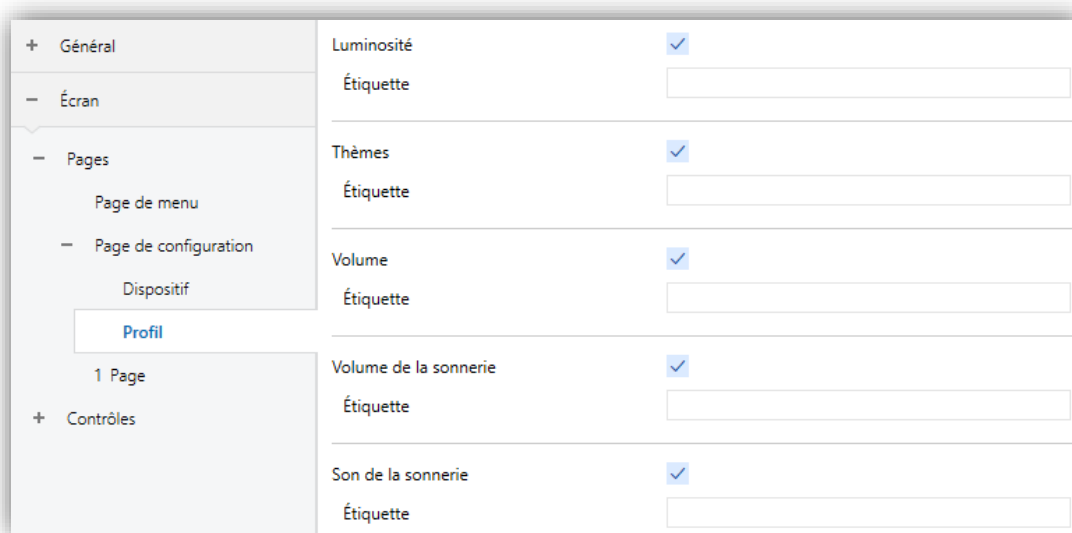 Général
Écran
Pages
Page de menu
Page de configuration
Dispositif
Profil
1 Page
Contrôles
Luminosité
Étiquette
Thèmes
Étiquette
Volume
Étiquette
Volume de la sonnerie
Étiquette
Son de la sonnerie
Étiquette